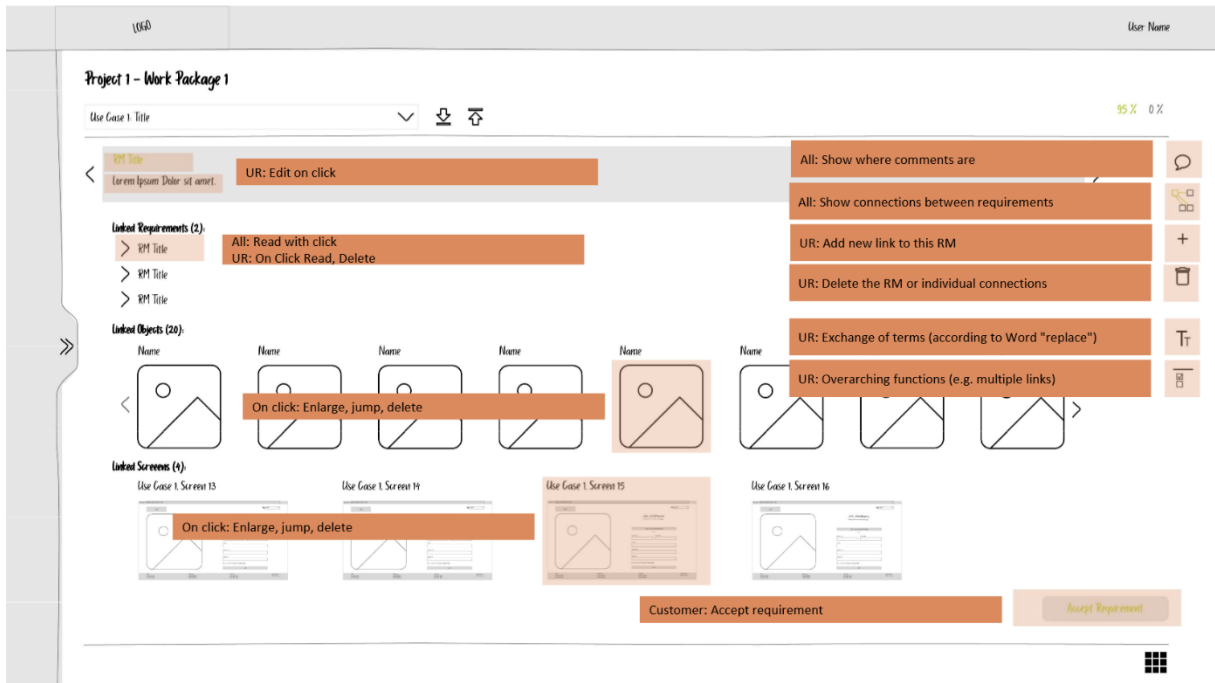 LOGO
User Name
Project 1 - Work Package 1
Use Case 1: Title
95 % 0 %
RM Title
Lorem Ipsum Dolor sit amet.
UR: Edit on click
All: Show where comments are
All: Show connections between requirements
UR: Add new link to this RM
UR: Delete the RM or individual connections
UR: Exchange of terms (according to Word "replace")
UR: Overarching functions (e.g. multiple links)
Linked Requirements (2):
RM Title
All: Read with click
UR: On Click Read, Delete
RM Title
RM Title
Linked Objects (20):
Name Name Name Name Name Name
On click: Enlarge, jump, delete
Linked Screeens (4):
Use Case 1, Screen 13 Use Case 1, Screen 14 Use Case 1, Screen 15 Use Case 1, Screen 16
On click: Enlarge, jump, delete
Customer: Accept requirement
Accept Requirement